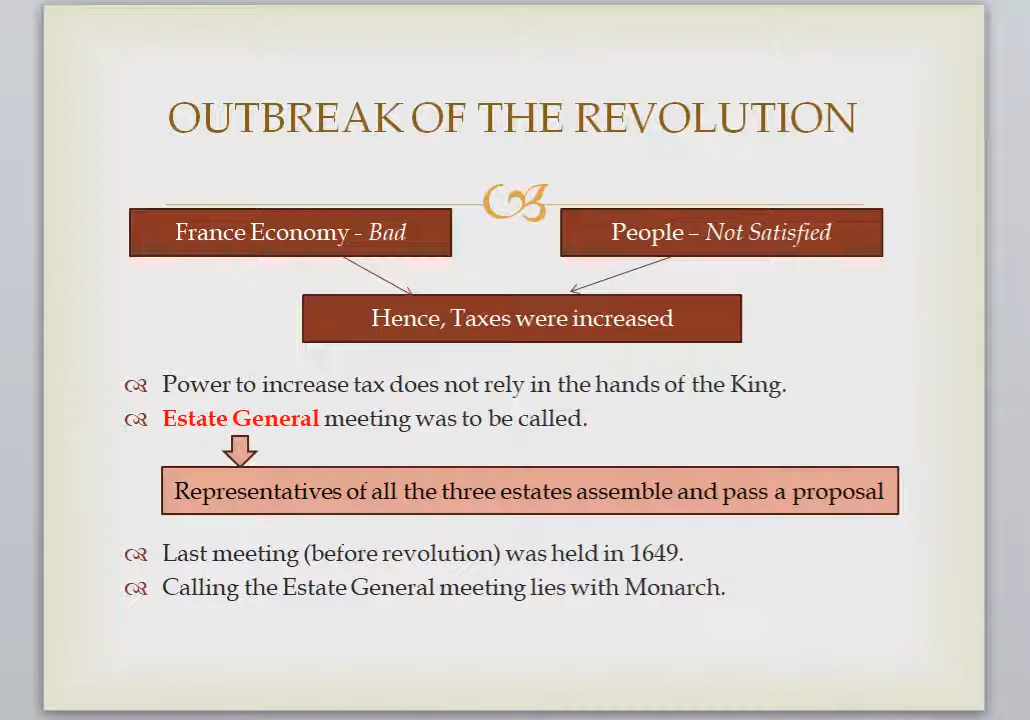 OUTBREAK OF THE REVOLUTION
France Economy - Bad
People – Not Satisfied
Hence, Taxes were increased
Power to increase tax does not rely in the hands of the King.
Estate General meeting was to be called.
Representatives of all the three estates assemble and pass a proposal
Last meeting (before revolution) was held in 1649.
Calling the Estate General meeting lies with Monarch.